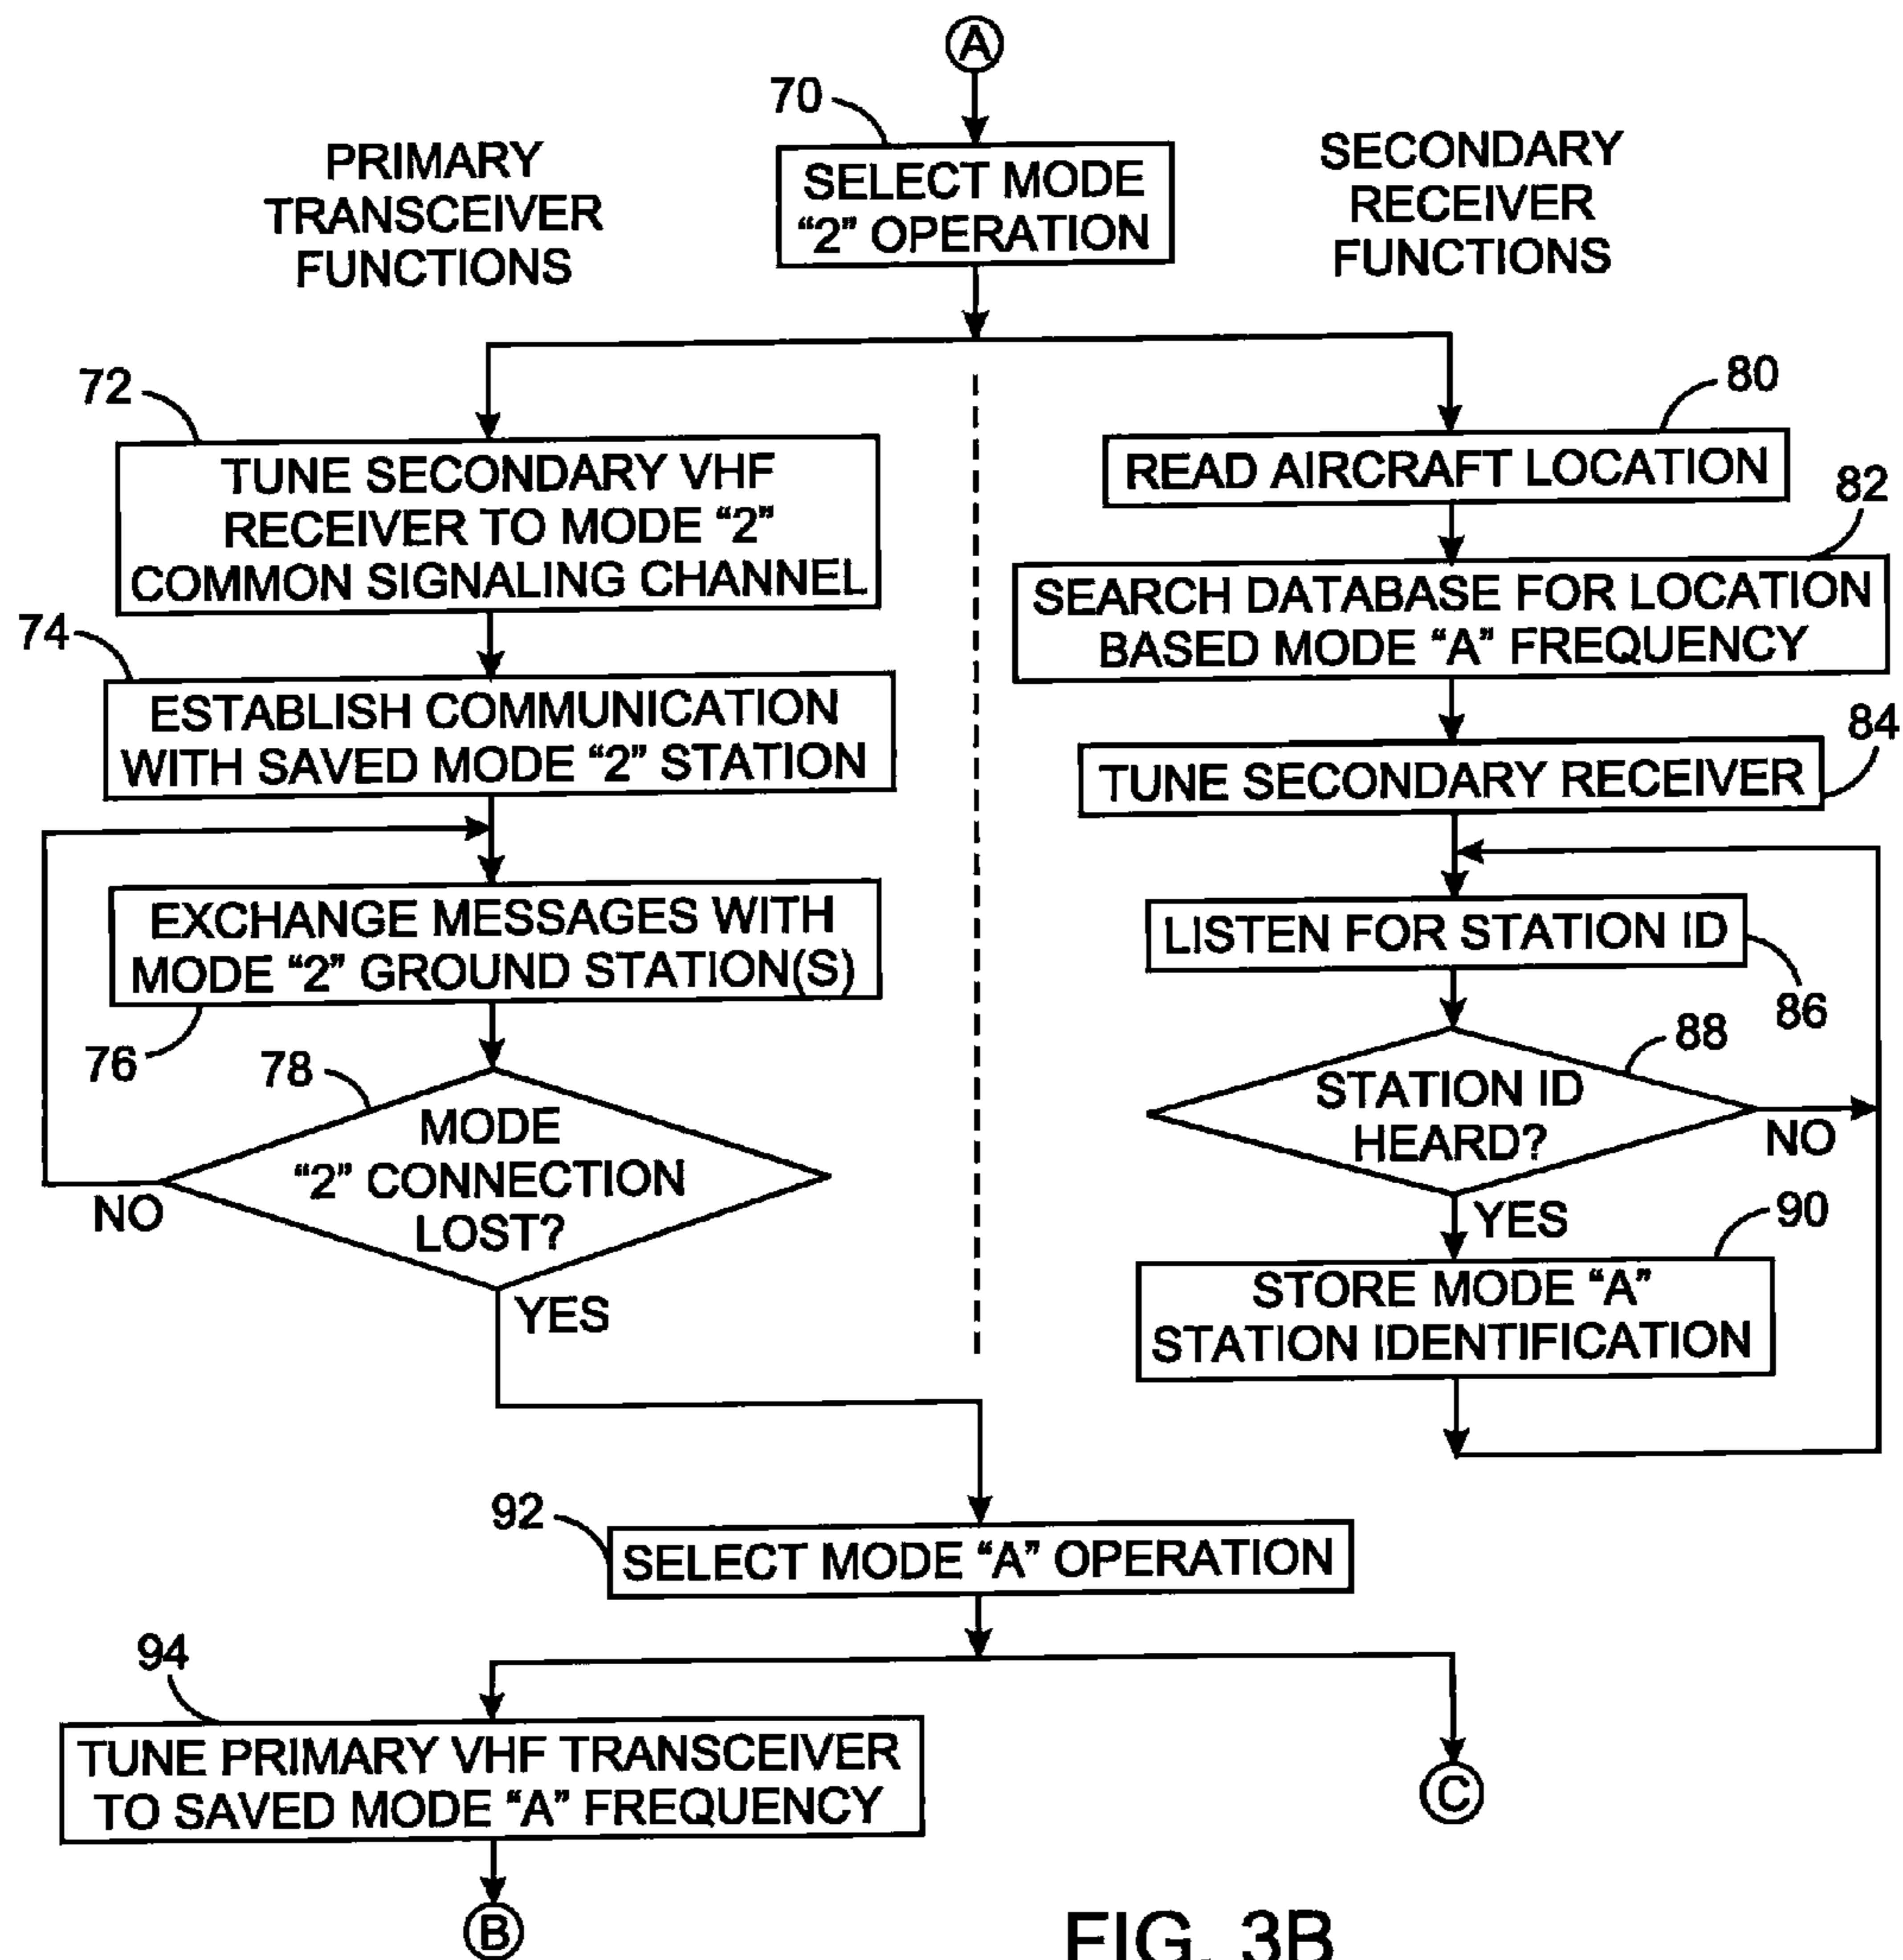 A
70
PRIMARY
TRANSCEIVER
FUNCTIONS
SELECT MODE
“2” OPERATION
SECONDARY
RECEIVER
FUNCTIONS
72
TUNE SECONDARY VHF
RECEIVER TO MODE “2”
COMMON SIGNALING CHANNEL
74
ESTABLISH COMMUNICATION
WITH SAVED MODE “2” STATION
EXCHANGE MESSAGES WITH
MODE “2” GROUND STATION(S)
76
78
MODE
“2” CONNECTION
LOST?
NO
YES
80
READ AIRCRAFT LOCATION
82
SEARCH DATABASE FOR LOCATION
BASED MODE “A” FREQUENCY
84
TUNE SECONDARY RECEIVER
LISTEN FOR STATION ID
86
88
STATION ID
HEARD?
NO
YES
90
STORE MODE “A”
STATION IDENTIFICATION
92
SELECT MODE “A” OPERATION
94
TUNE PRIMARY VHF TRANSCEIVER
TO SAVED MODE “A” FREQUENCY
C
B
FIG. 3B